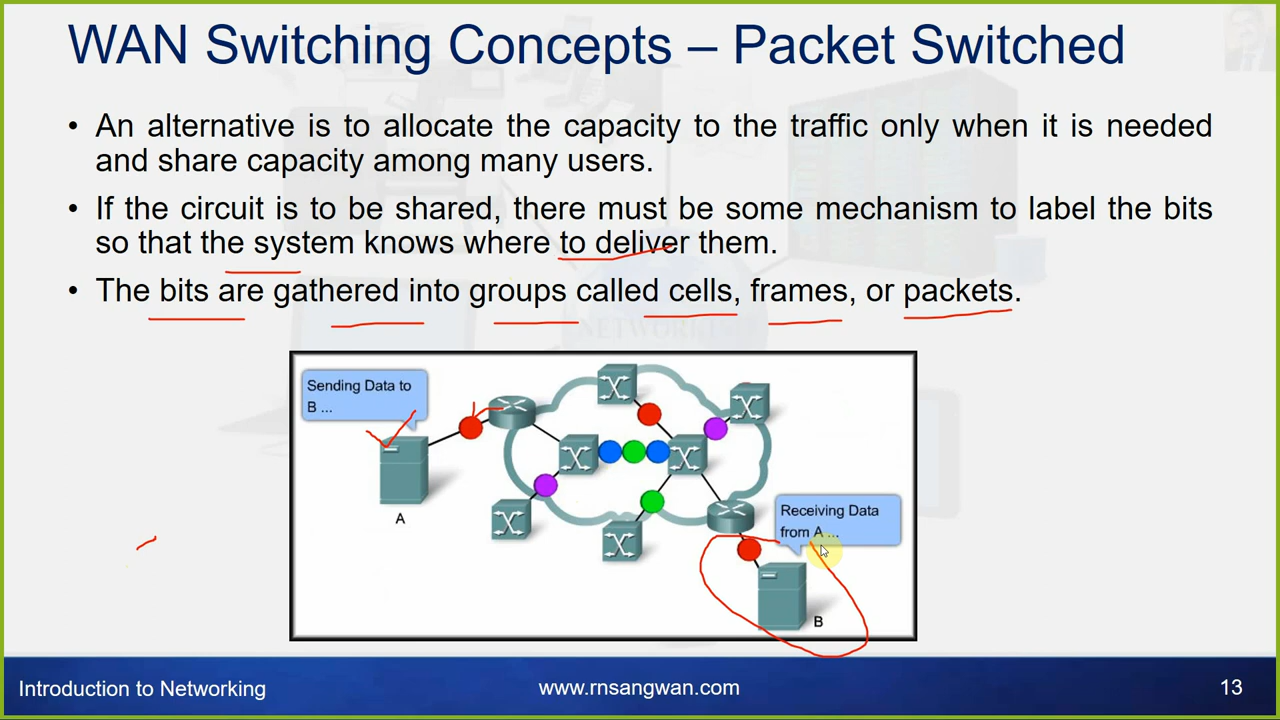 WAN Switching Concepts – Packet Switched
• An alternative is to allocate the capacity to the traffic only when it is needed
and share capacity among many users.
• If the circuit is to be shared, there must be some mechanism to label the bits
so that the system knows where to deliver them.
• The bits are gathered into groups called cells, frames, or packets.
NETWORKING
Sending Data to
B ...
A
Receiving Data
from A ...
B
Introduction to Networking
www.rnsangwan.com
13